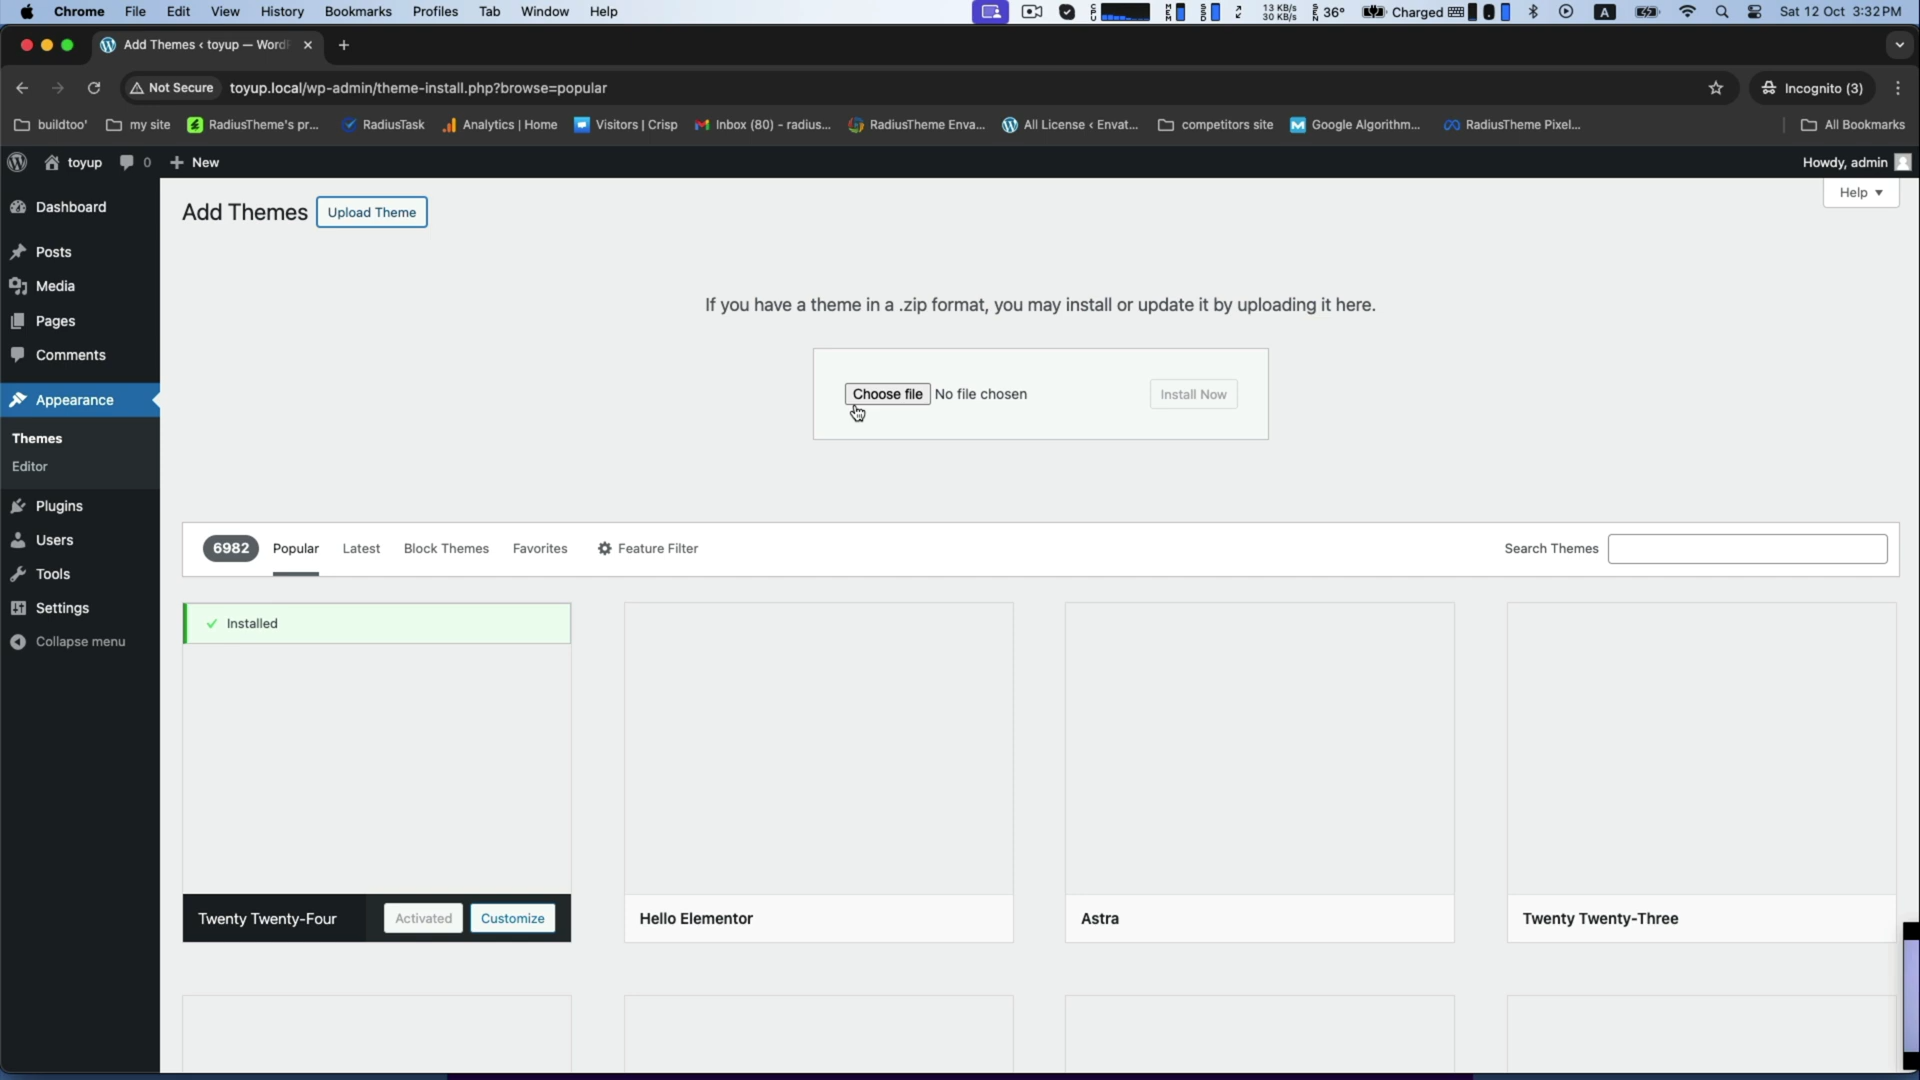 Chrome File Edit View History Bookmarks Profiles Tab Window Help 13 KB/s 30 KB/s 36° Charged A Sat 12 Oct 3:32 PM
Add Themes ‹ toyup — Word
Not Secure toyup.local/wp-admin/theme-install.php?browse=popular Incognito (3)
buildtoo' my site RadiusTheme's pr... RadiusTask Analytics | Home Visitors | Crisp Inbox (80) - radius... RadiusTheme Enva... All License ‹ Envat... competitors site Google Algorithm... RadiusTheme Pixel... All Bookmarks
toyup 0 New Howdy, admin
Help
Dashboard
Posts
Media
Pages
Comments
Appearance
Themes
Editor
Plugins
Users
Tools
Settings
Collapse menu
Add Themes Upload Theme
If you have a theme in a .zip format, you may install or update it by uploading it here.
Choose file No file chosen Install Now
6982 Popular Latest Block Themes Favorites Feature Filter Search Themes
Installed
Twenty Twenty-Four Activated Customize Hello Elementor Astra Twenty Twenty-Three